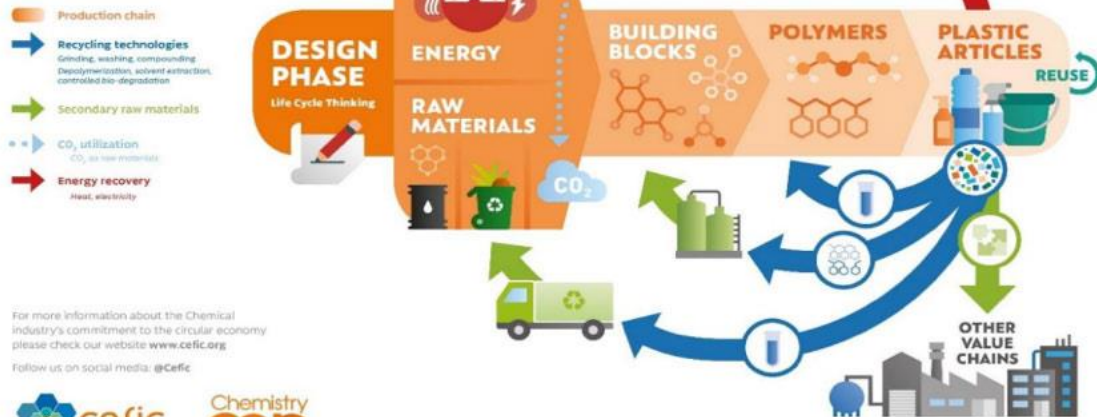 Production chain
Recycling technologies
Grinding, washing, compounding
Depolymerization, solvent extraction,
controlled bio-degradation
Secondary raw materials
CO₂ utilization
CO₂ as raw materials
Energy recovery
Heat, electricity
DESIGN
PHASE
Life Cycle Thinking
ENERGY
RAW
MATERIALS
CO₂
BUILDING
BLOCKS
POLYMERS
PLASTIC
ARTICLES
REUSE
OTHER
VALUE
CHAINS
For more information about the Chemical
industry's commitment to the circular economy
please check our website www.cefic.org
Follow us on social media: @Cefic
cefic
Chemistry
can